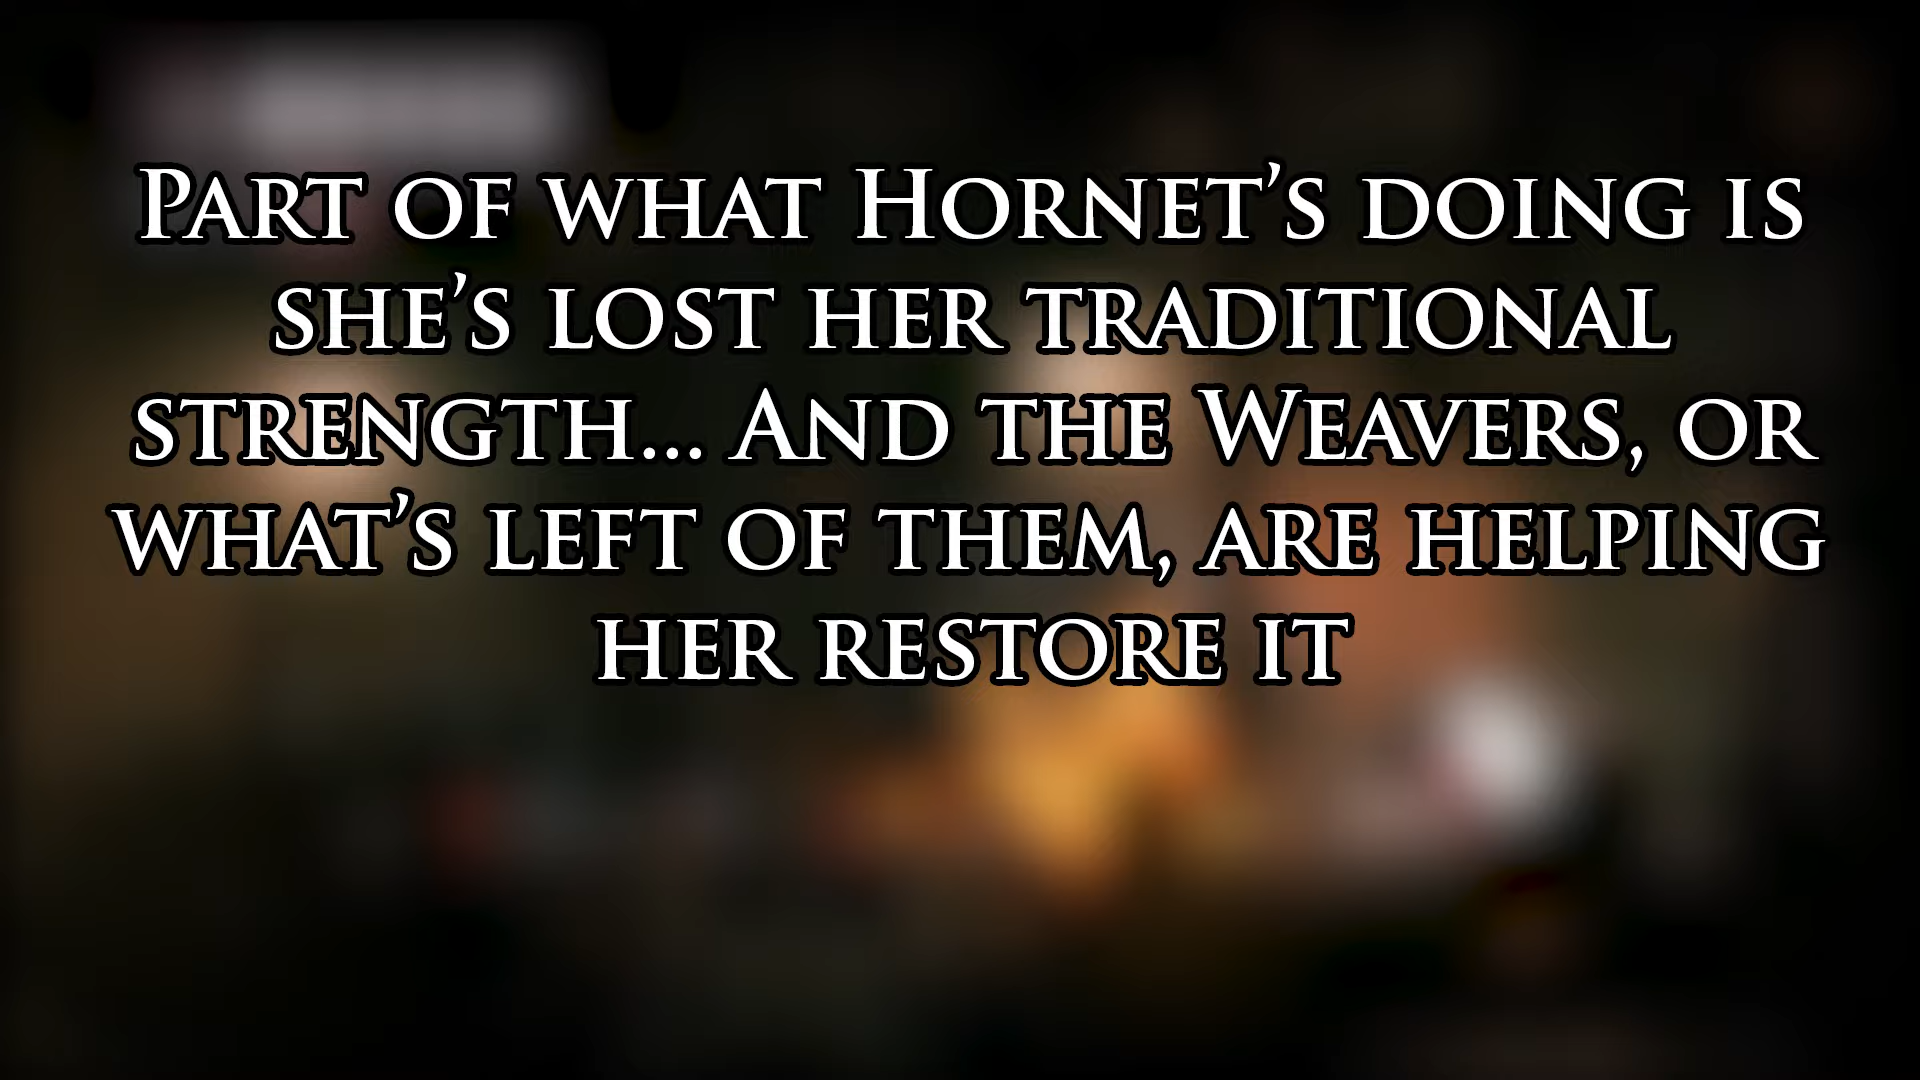 Part of what Hornet's doing is
she's lost her traditional
strength... And the Weavers, or
what's left of them, are helping
her restore it